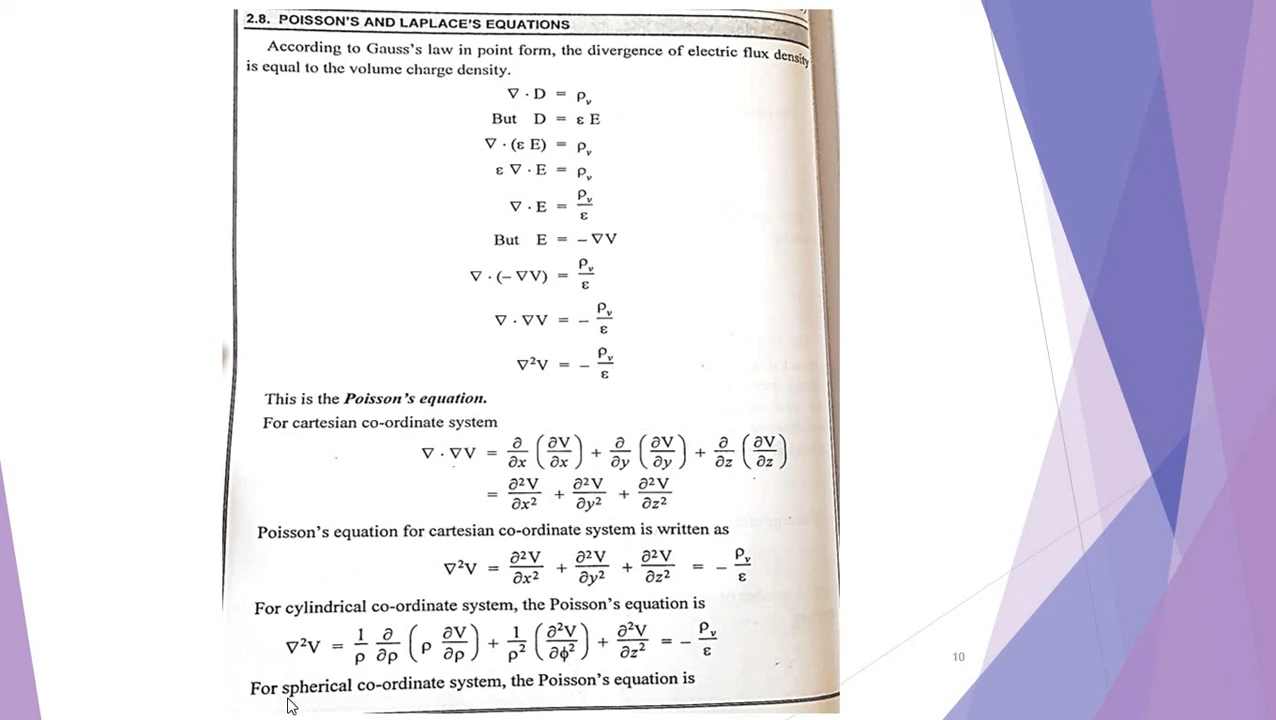 2.8. POISSON'S AND LAPLACE'S EQUATIONS
According to Gauss's law in point form, the divergence of electric flux density
is equal to the volume charge density.
∇ · D = ρᵥ
But D = ε E
∇ · (ε E) = ρᵥ
ε ∇ · E = ρᵥ
∇ · E = ρᵥ/ε
But E = – ∇V
∇ · (– ∇V) = ρᵥ/ε
∇ · ∇V = – ρᵥ/ε
∇²V = – ρᵥ/ε
This is the Poisson's equation.
For cartesian co-ordinate system
∇ · ∇V = ∂/∂x (∂V/∂x) + ∂/∂y (∂V/∂y) + ∂/∂z (∂V/∂z)
= ∂²V/∂x² + ∂²V/∂y² + ∂²V/∂z²
Poisson's equation for cartesian co-ordinate system is written as
∇²V = ∂²V/∂x² + ∂²V/∂y² + ∂²V/∂z² = – ρᵥ/ε
For cylindrical co-ordinate system, the Poisson's equation is
∇²V = 1/ρ ∂/∂ρ (ρ ∂V/∂ρ) + 1/ρ² (∂²V/∂ϕ²) + ∂²V/∂z² = – ρᵥ/ε
For spherical co-ordinate system, the Poisson's equation is
10